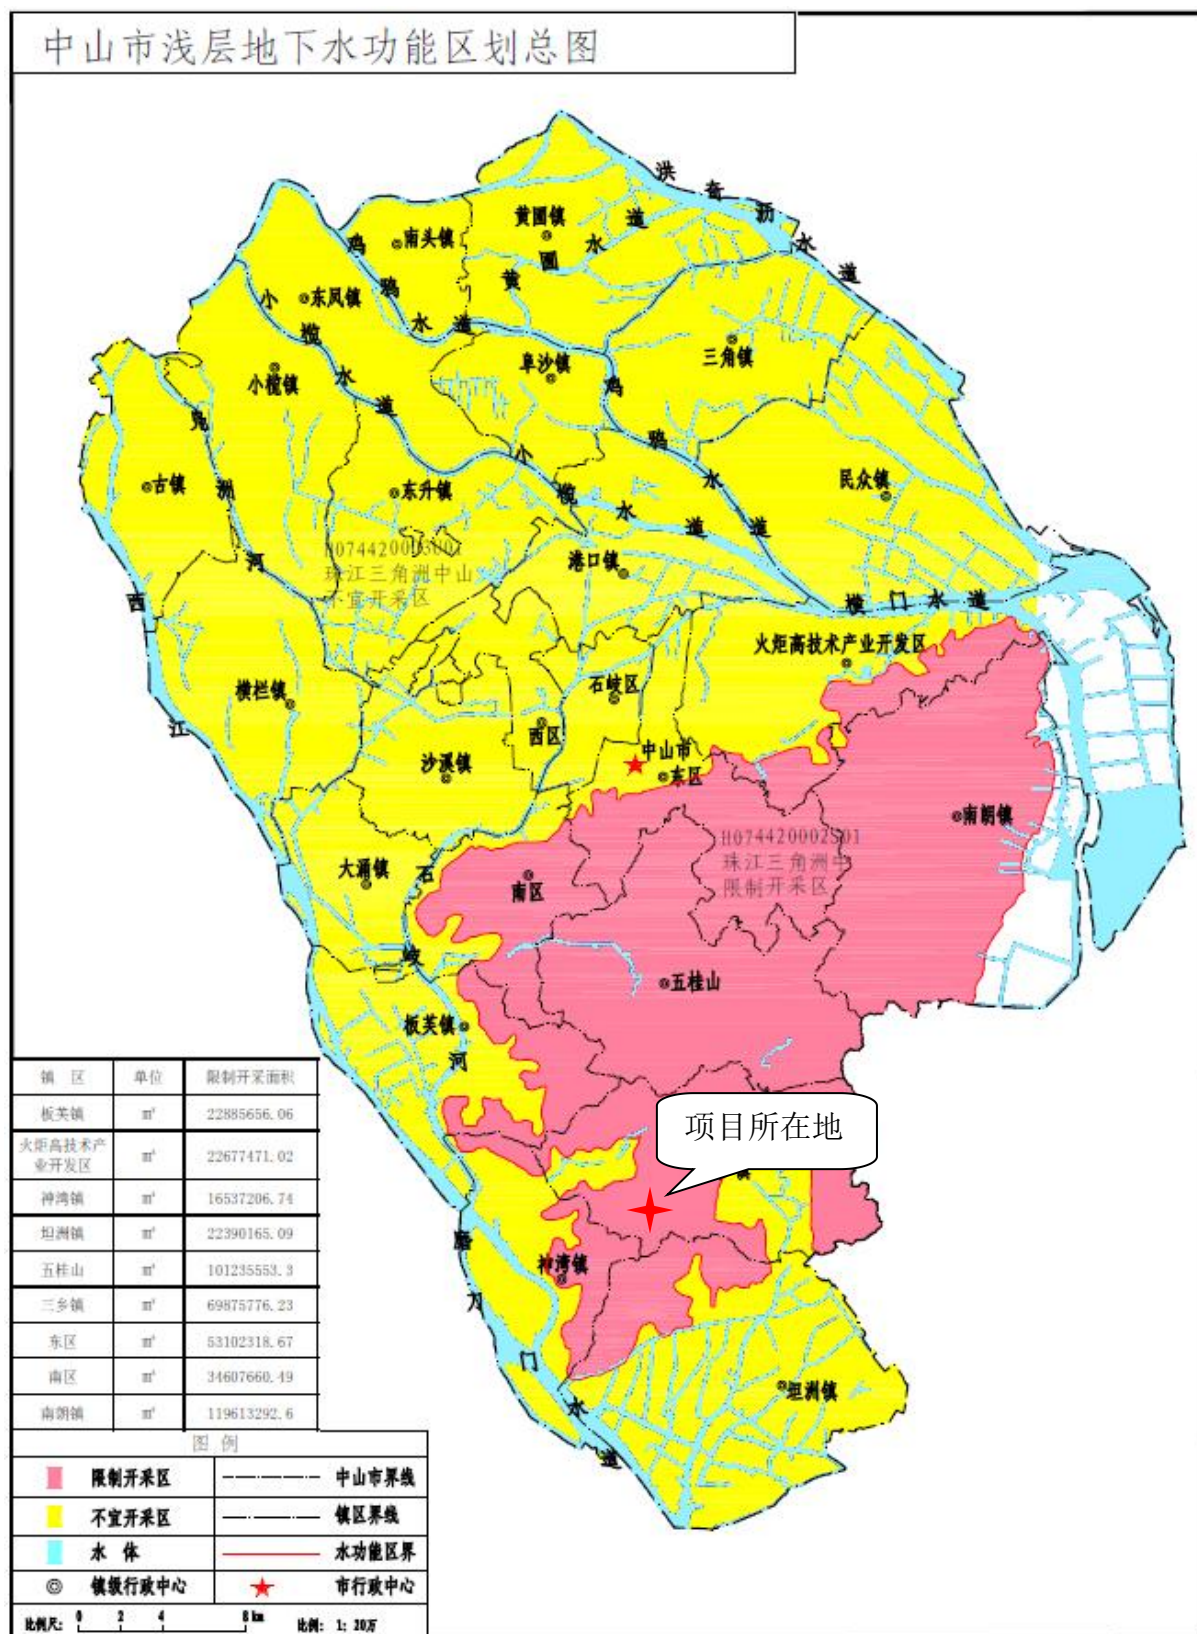 中山市浅层地下水功能区划总图
洪奇沥水道
黄圃镇
黄圃水道
南头镇
鸡鸦水道
东凤镇
小榄水道
三角镇
阜沙镇
小榄镇
鸡鸦水道
凫洲河
古镇
东升镇
小榄水道
民众镇
H074420003U01
珠江三角洲中山
不宜开采区
港口镇
横门水道
西江
火炬高技术产业开发区
横栏镇
石岐区
西区
中山市
东区
沙溪镇
南朗镇
H074420002S01
珠江三角洲中
限制开采区
大涌镇
石岐河
南区
五桂山
板芙镇
项目所在地
镇
神湾镇
磨刀门水道
坦洲镇
镇 区 单位 限制开采面积
板芙镇 m² 22885656.06
火炬高技术产业开发区 m² 22677471.02
神湾镇 m² 16537206.74
坦洲镇 m² 22390165.09
五桂山 m² 101235553.3
三乡镇 m² 69875776.23
东区 m² 53102318.67
南区 m² 34607660.49
南朗镇 m² 119613292.6
图 例
限制开采区 中山市界线
不宜开采区 镇区界线
水 体 水功能区界
镇级行政中心 市行政中心
比例尺: 0 2 4 8 km 比例: 1: 20万